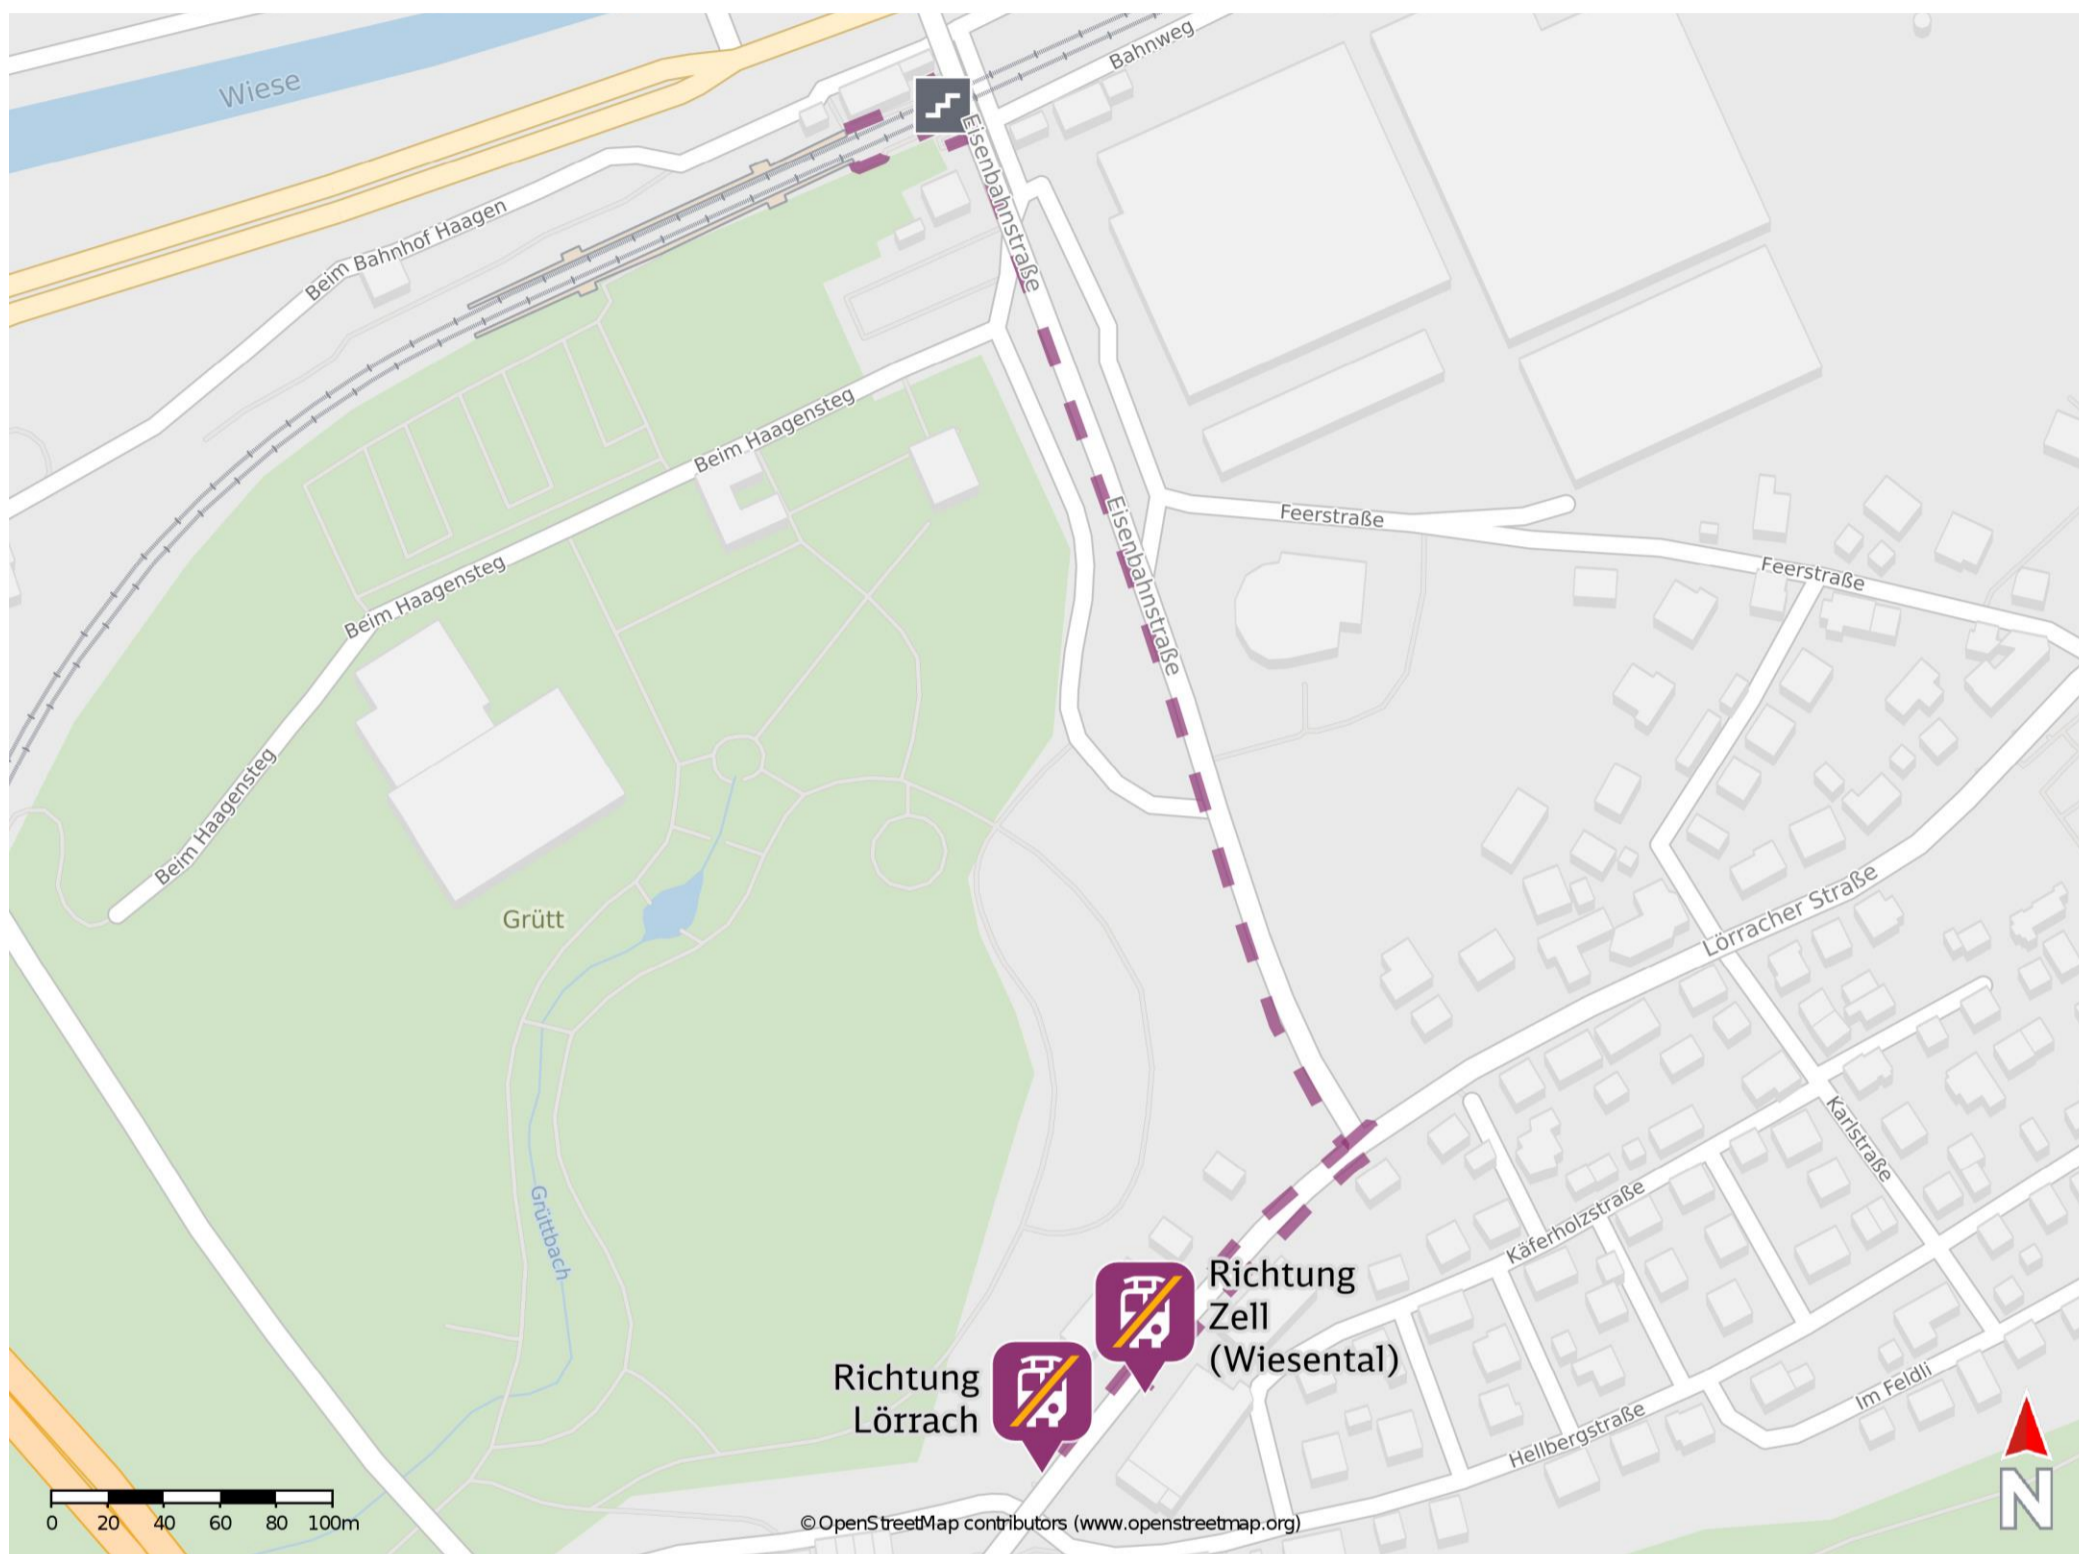 Wiese
Bahnweg
Eisenbahnstraße
Beim Bahnhof Haagen
Beim Haagensteg
Eisenbahnstraße
Feerstraße
Feerstraße
Beim Haagensteg
Beim Haagensteg
Grütt
Lörracher Straße
Karlstraße
Käferholzstraße
Grüttbach
Richtung
Zell
(Wiesental)
Richtung
Lörrach
Im Feldli
Hellbergstraße
N
0 20 40 60 80 100m
©OpenStreetMap contributors (www.openstreetmap.org)